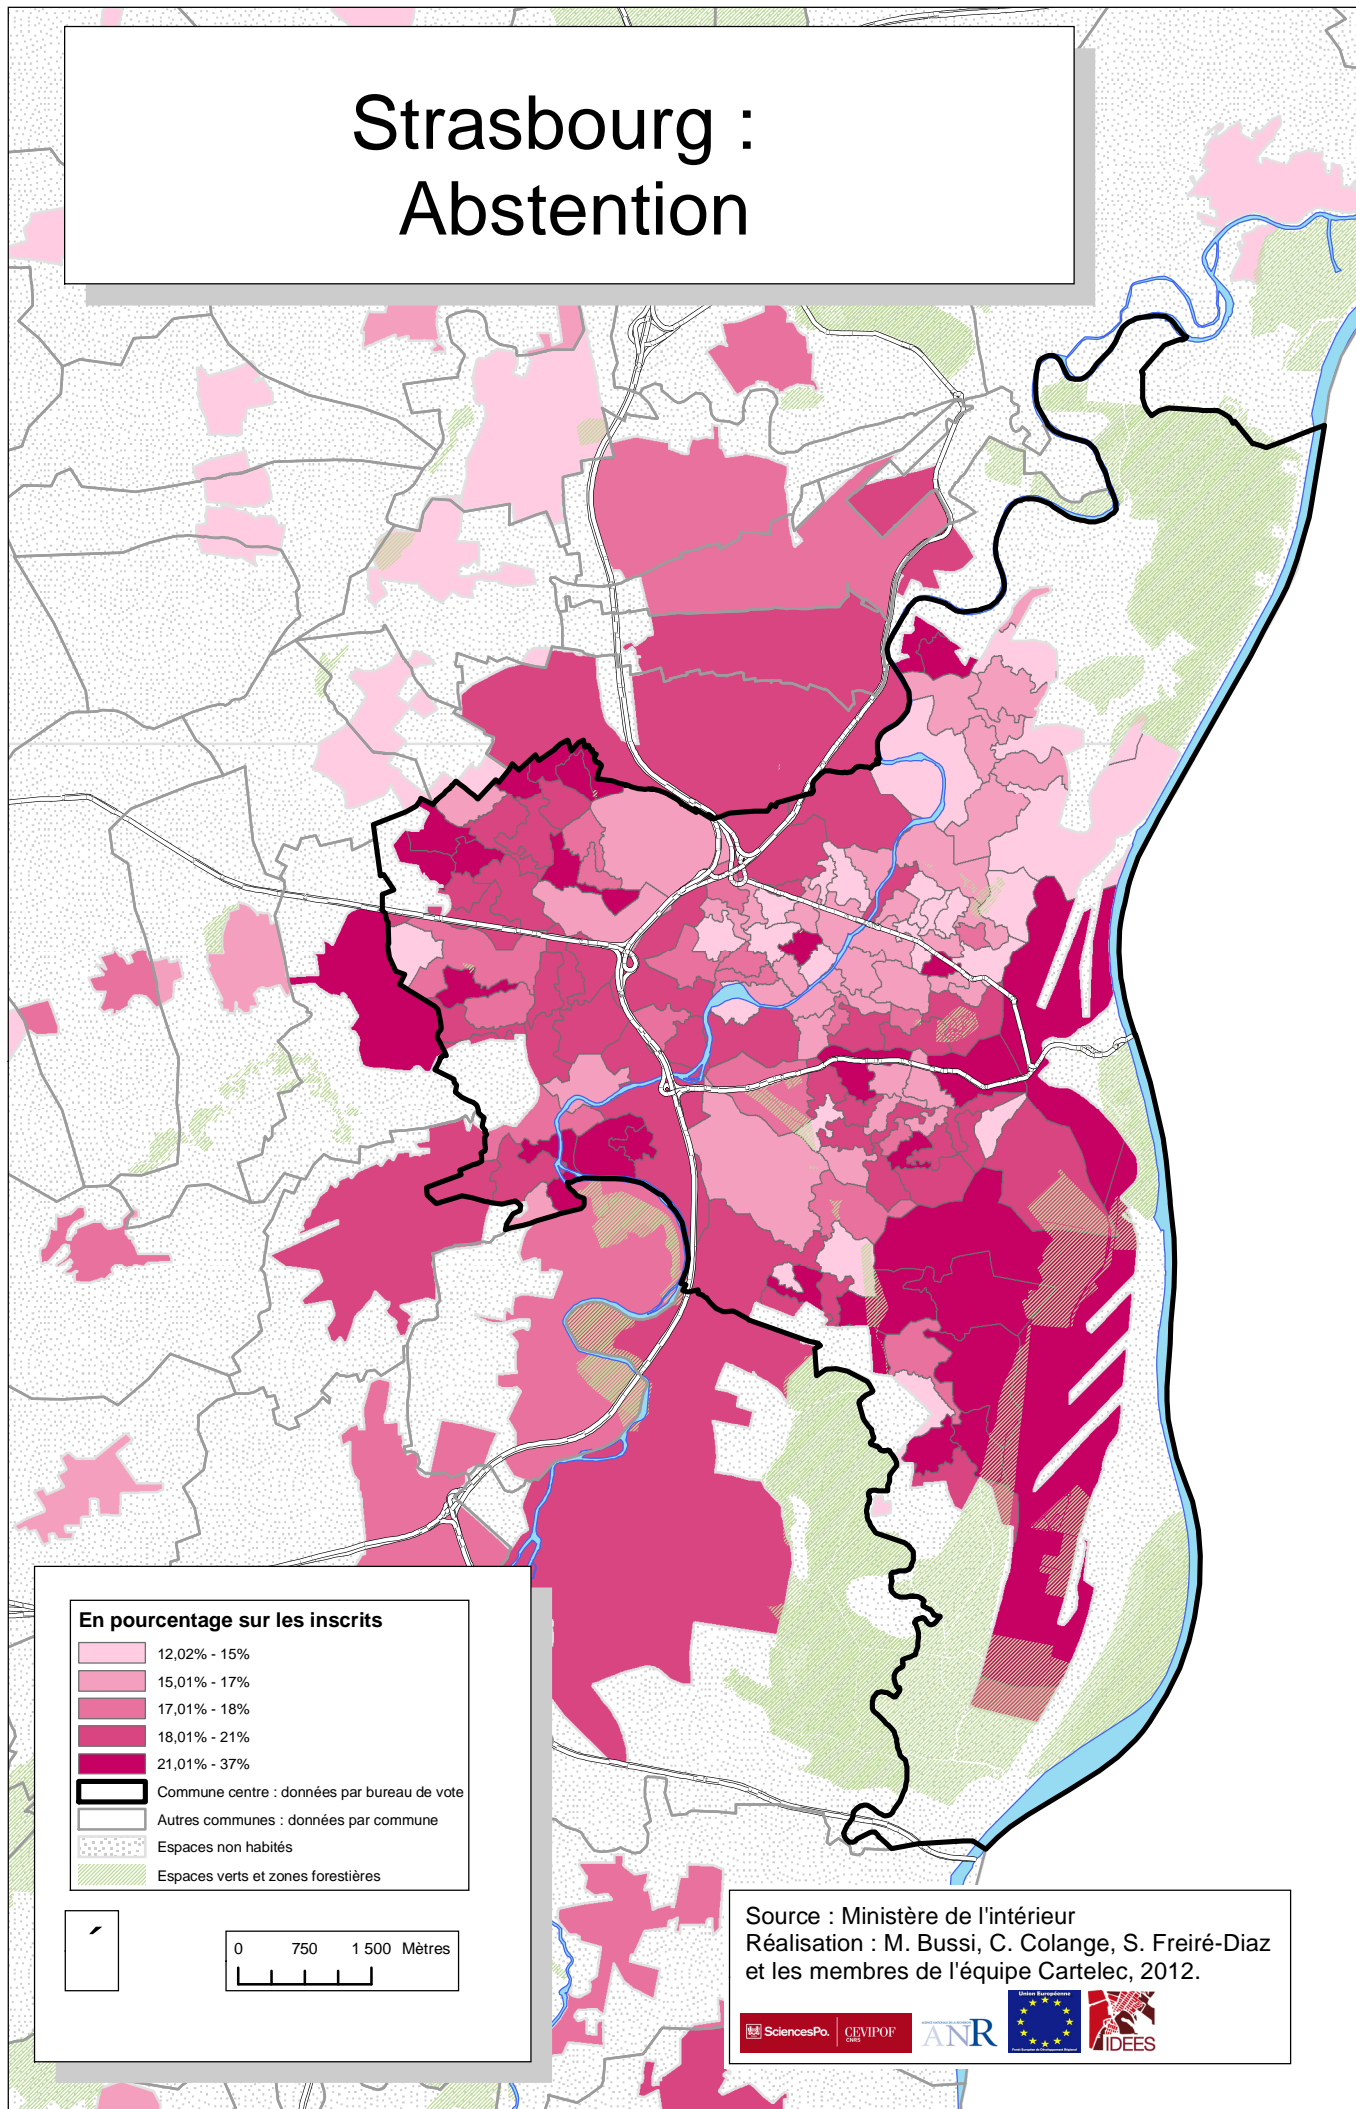 Strasbourg :
Abstention
En pourcentage sur les inscrits
12,02% - 15%
15,01% - 17%
17,01% - 18%
18,01% - 21%
21,01% - 37%
Commune centre : données par bureau de vote
Autres communes : données par commune
Espaces non habités
Espaces verts et zones forestières
0 750 1 500 Mètres
Source : Ministère de l'intérieur
Réalisation : M. Bussi, C. Colange, S. Freiré-Diaz
et les membres de l'équipe Cartelec, 2012.
SciencesPo.
CEVIPOF
CNRS
ANR
Union Européenne
IDEES